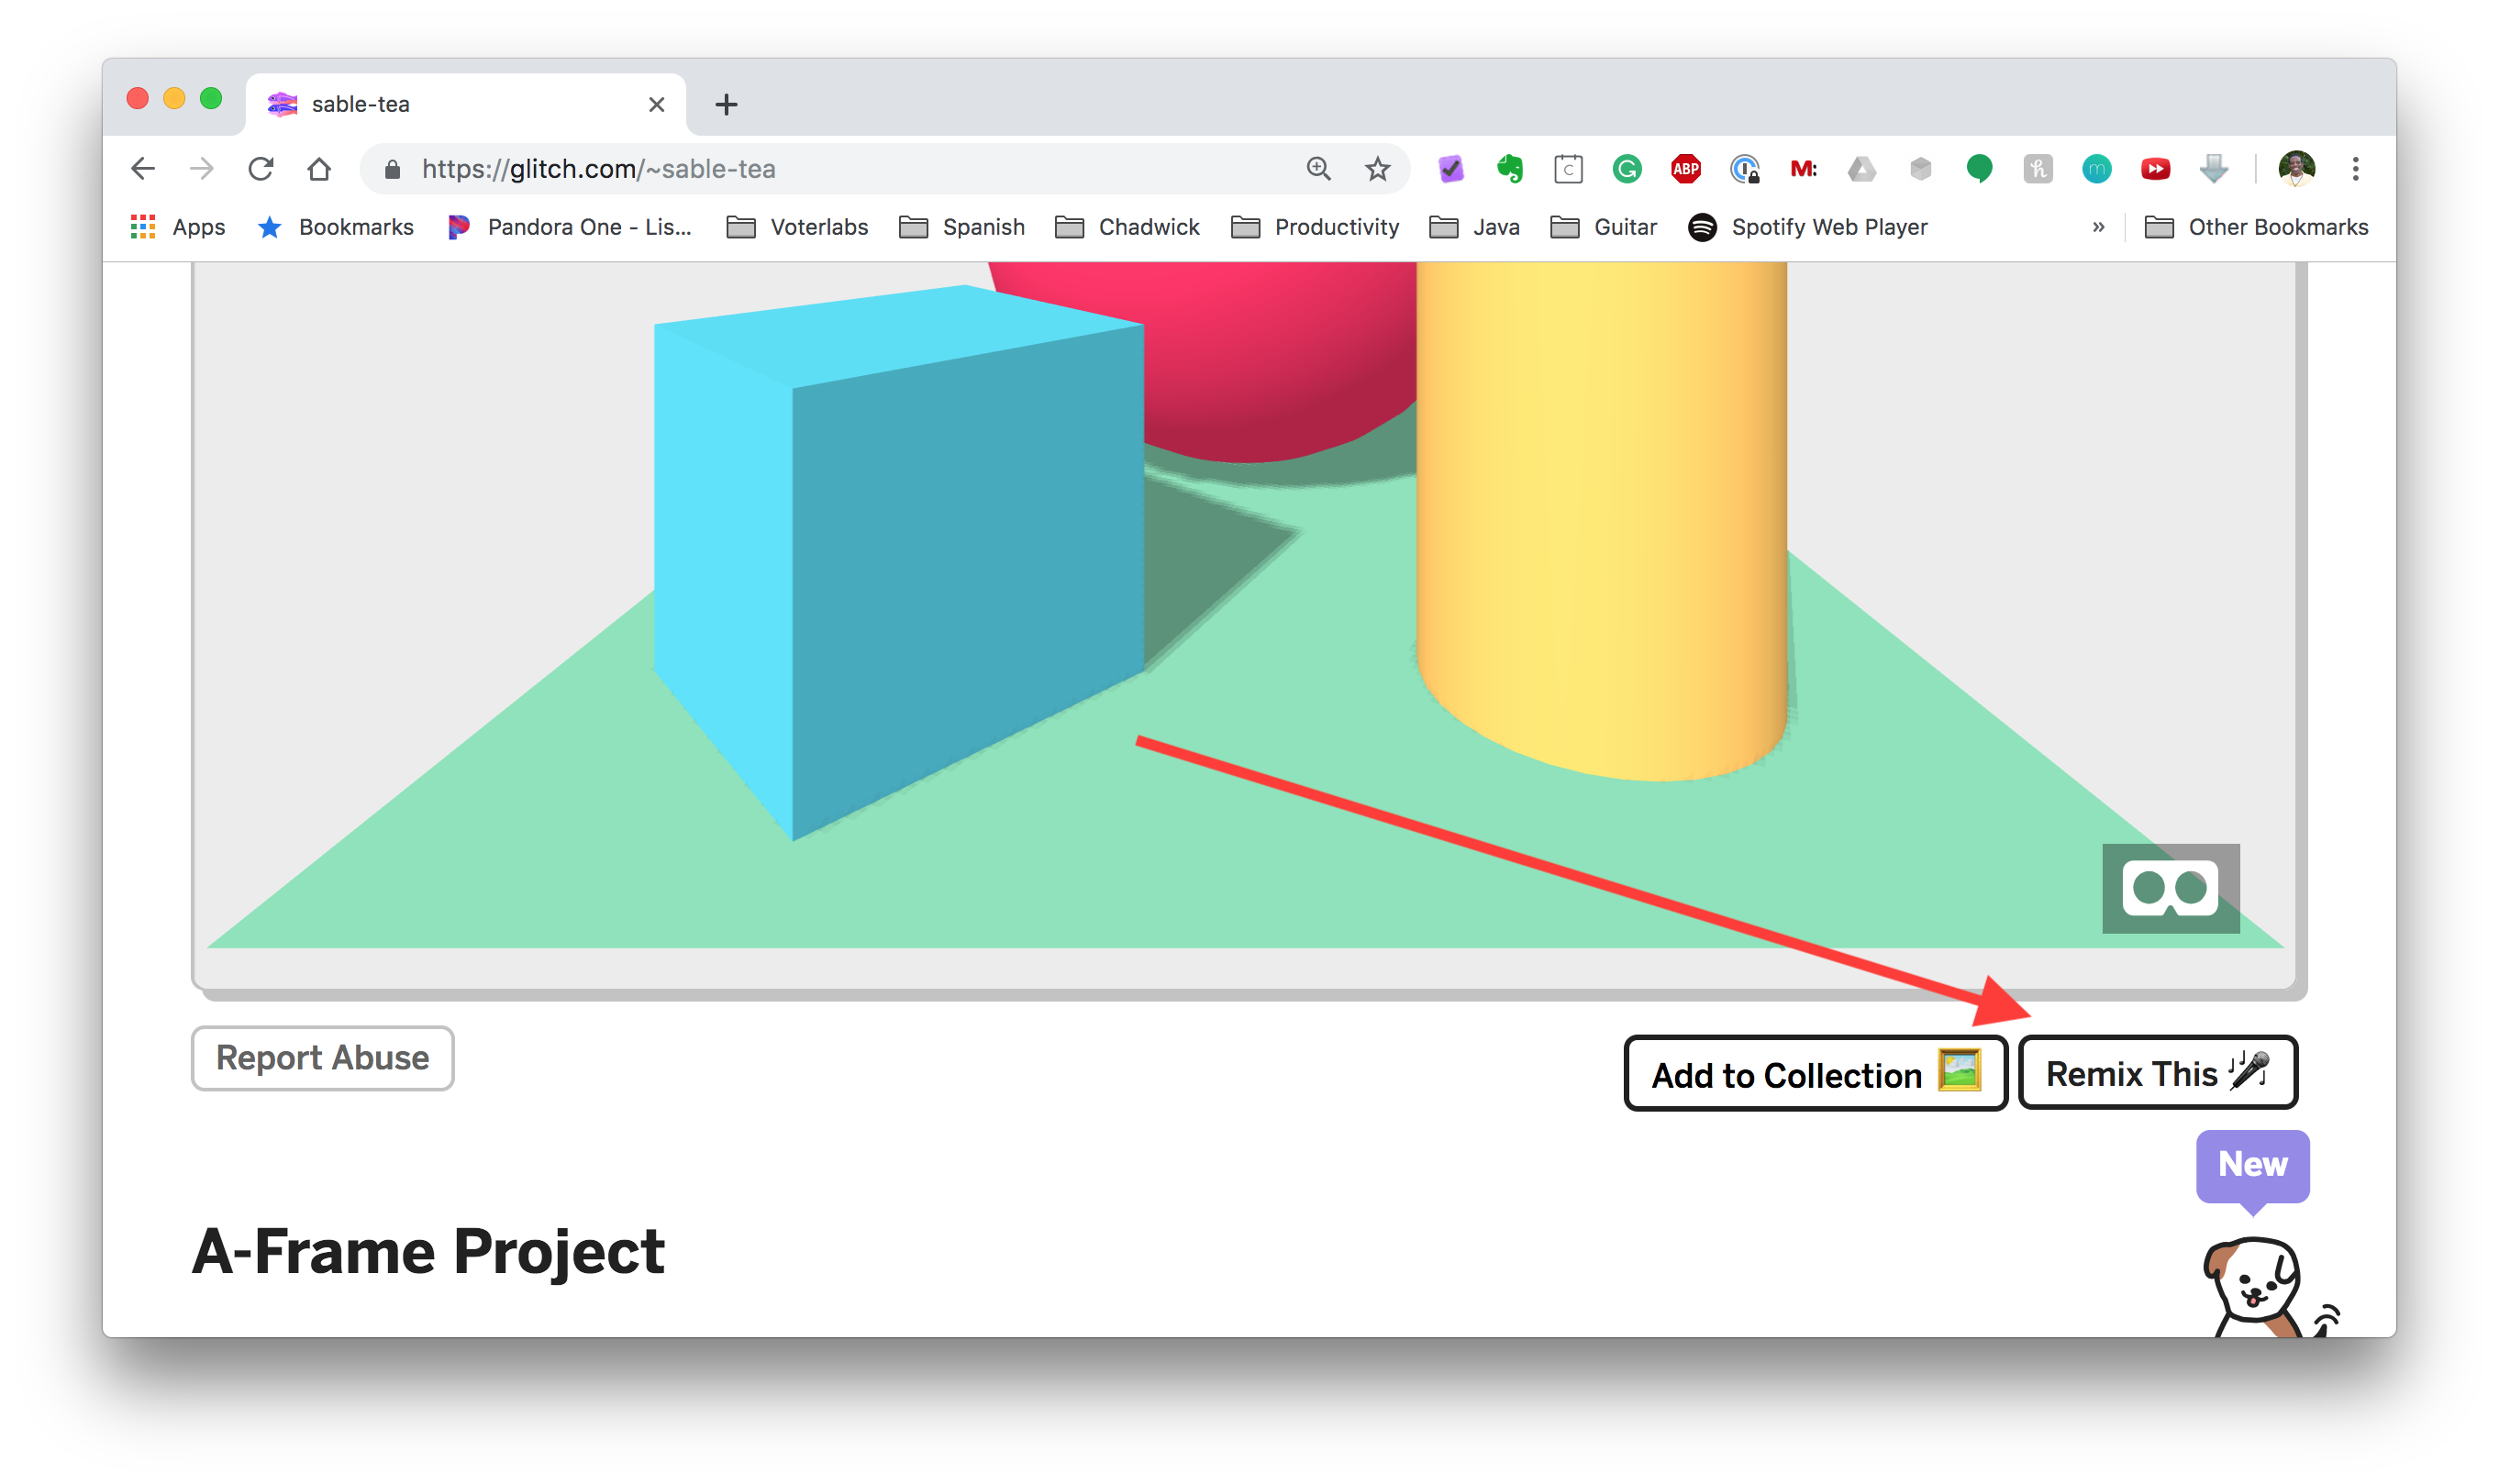 sable-tea
https://glitch.com/~sable-tea
C
ABP
M:
h
m
Apps
Bookmarks
Pandora One - Lis...
Voterlabs
Spanish
Chadwick
Productivity
Java
Guitar
Spotify Web Player
»
Other Bookmarks
Report Abuse
Add to Collection
Remix This
New
A-Frame Project